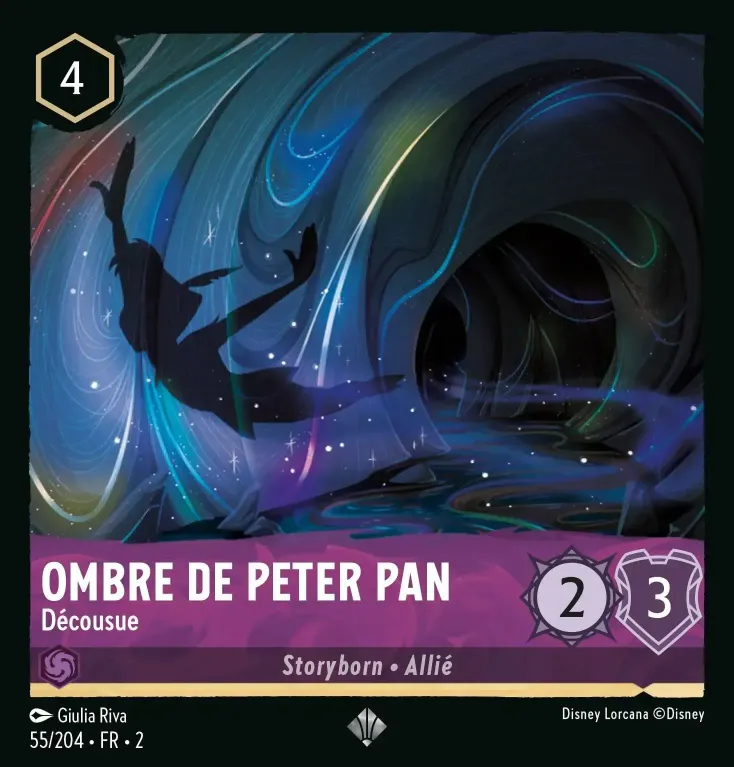 4
OMBRE DE PETER PAN
Décousue
2
3
Storyborn • Allié
Giulia Riva
Disney Lorcana ©Disney
55/204 • FR • 2